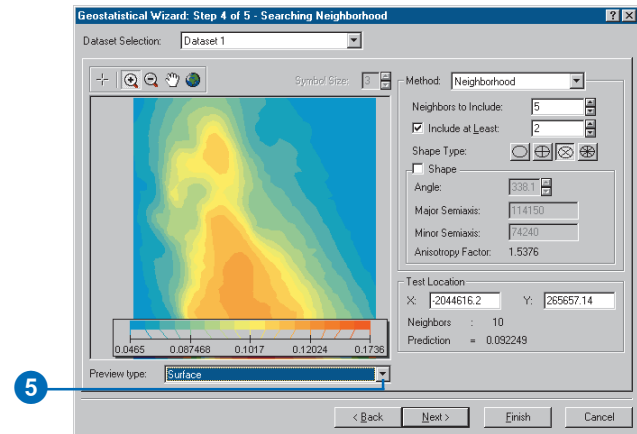 Geostatistical Wizard: Step 4 of 5 - Searching Neighborhood
Dataset Selection: Dataset 1
Symbol Size: 3
Method: Neighborhood
Neighbors to Include: 5
Include at Least: 2
Shape Type:
Shape
Angle: 338.1
Major Semiaxis: 114150
Minor Semiaxis: 74240
Anisotropy Factor: 1.5376
Test Location
X: -2044616.2 Y: 265657.14
Neighbors : 10
Prediction = 0.092249
0.0465 0.087468 0.1017 0.12024 0.1736
Preview type: Surface
5
< Back Next > Finish Cancel